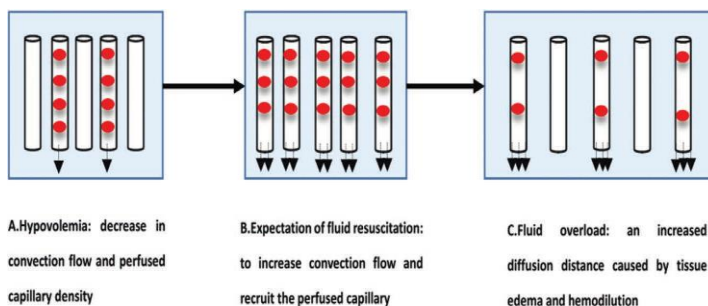 A.Hypovolemia: decrease in
convection flow and perfused
capillary density
B.Expectation of fluid resuscitation:
to increase convection flow and
recruit the perfused capillary
C.Fluid overload: an increased
diffusion distance caused by tissue
edema and hemodilution